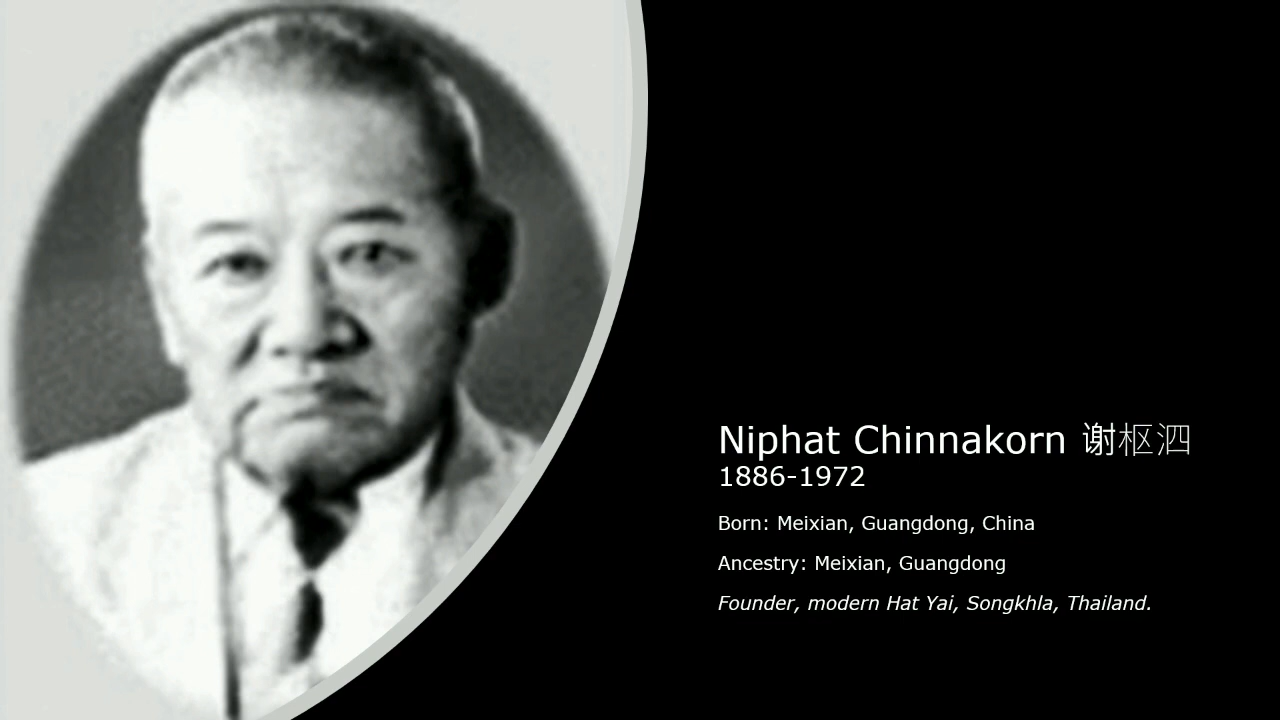 Niphat Chinnakorn 谢枢泗
1886-1972
Born: Meixian, Guangdong, China
Ancestry: Meixian, Guangdong
Founder, modern Hat Yai, Songkhla, Thailand.